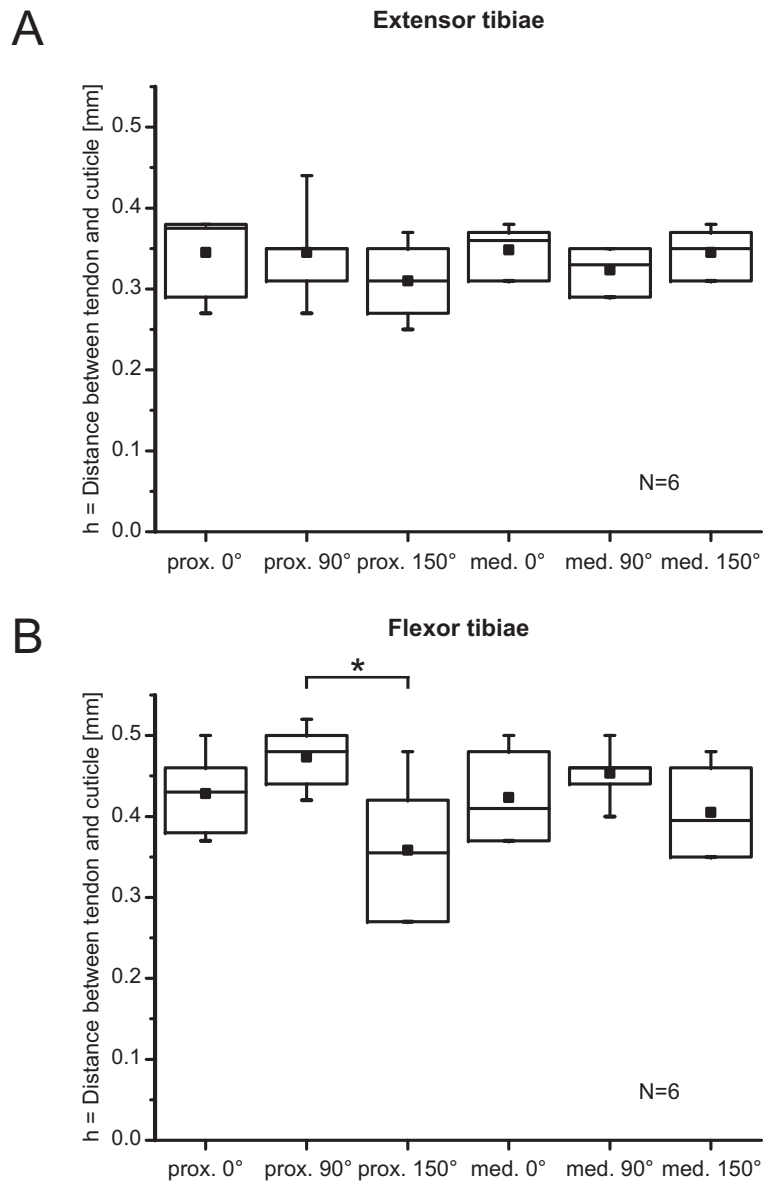 A
Extensor tibiae
h = Distance between tendon and cuticle [mm]
0.5
0.4
0.3
0.2
0.1
0.0
N=6
prox. 0° prox. 90° prox. 150° med. 0° med. 90° med. 150°
B
Flexor tibiae
*
h = Distance between tendon and cuticle [mm]
0.5
0.4
0.3
0.2
0.1
0.0
N=6
prox. 0° prox. 90° prox. 150° med. 0° med. 90° med. 150°